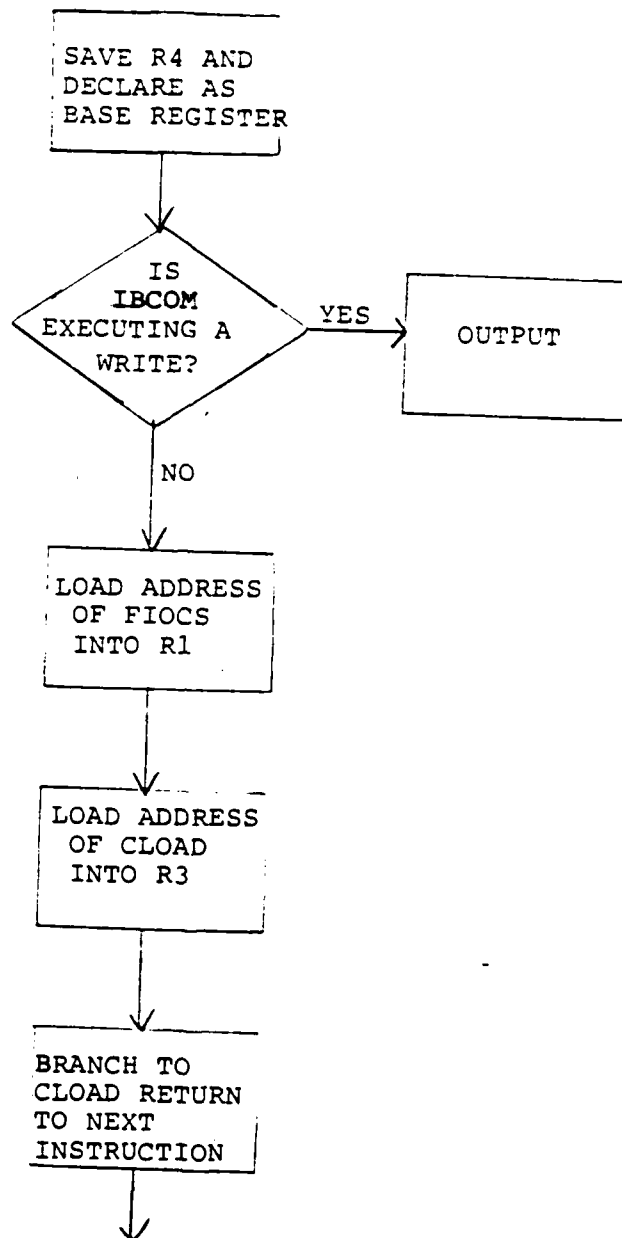 SAVE R4 AND
DECLARE AS
BASE REGISTER
IS
IBCOM
EXECUTING A
WRITE?
YES
OUTPUT
NO
LOAD ADDRESS
OF FIOCS
INTO R1
LOAD ADDRESS
OF CLOAD
INTO R3
BRANCH TO
CLOAD RETURN
TO NEXT
INSTRUCTION